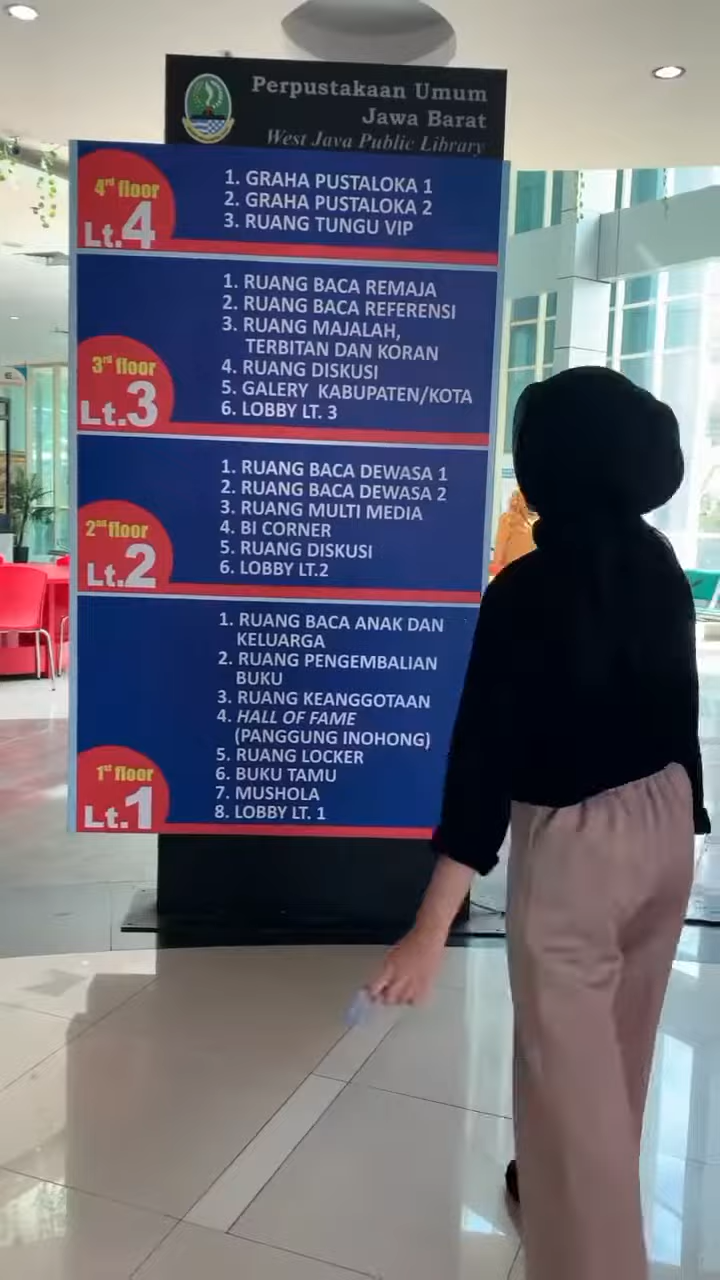 Perpustakaan Umum
Jawa Barat
West Java Public Library
4rd floor
Lt.4
1. GRAHA PUSTALOKA 1
2. GRAHA PUSTALOKA 2
3. RUANG TUNGU VIP
3rd floor
Lt.3
1. RUANG BACA REMAJA
2. RUANG BACA REFERENSI
3. RUANG MAJALAH,
TERBITAN DAN KORAN
4. RUANG DISKUSI
5. GALERY KABUPATEN/KOTA
6. LOBBY LT. 3
2nd floor
Lt.2
1. RUANG BACA DEWASA 1
2. RUANG BACA DEWASA 2
3. RUANG MULTI MEDIA
4. BI CORNER
5. RUANG DISKUSI
6. LOBBY LT.2
1st floor
Lt.1
1. RUANG BACA ANAK DAN
KELUARGA
2. RUANG PENGEMBALIAN
BUKU
3. RUANG KEANGGOTAAN
4. HALL OF FAME
(PANGGUNG INOHONG)
5. RUANG LOCKER
6. BUKU TAMU
7. MUSHOLA
8. LOBBY LT. 1